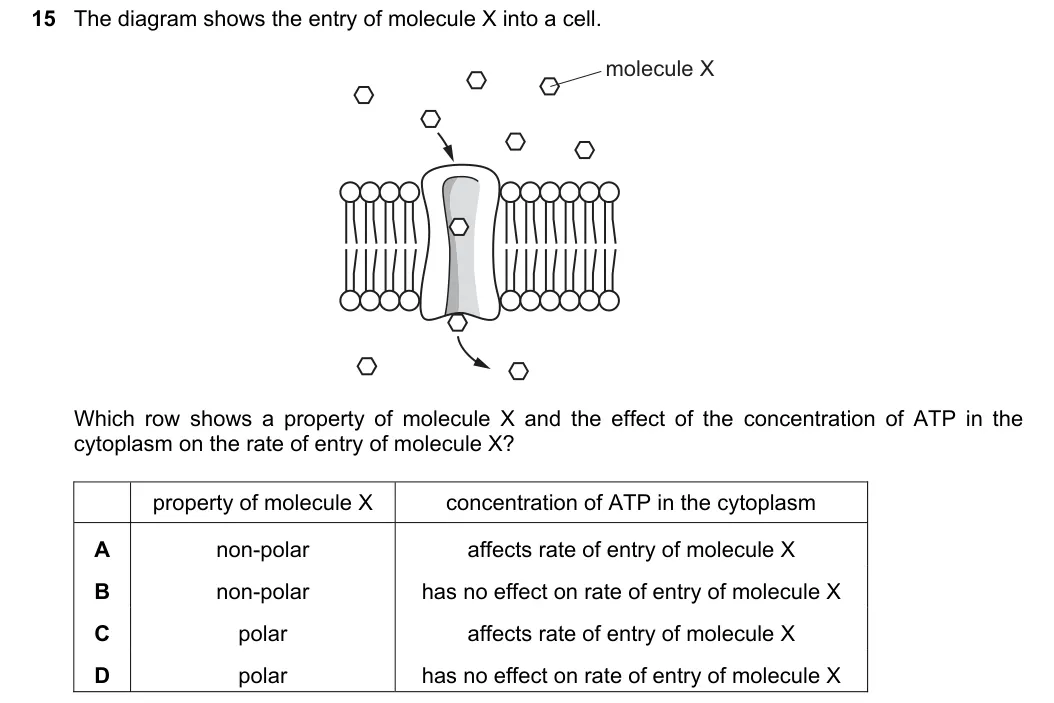 15 The diagram shows the entry of molecule X into a cell.
molecule X
Which row shows a property of molecule X and the effect of the concentration of ATP in the
cytoplasm on the rate of entry of molecule X?
property of molecule X concentration of ATP in the cytoplasm
A non-polar affects rate of entry of molecule X
B non-polar has no effect on rate of entry of molecule X
C polar affects rate of entry of molecule X
D polar has no effect on rate of entry of molecule X